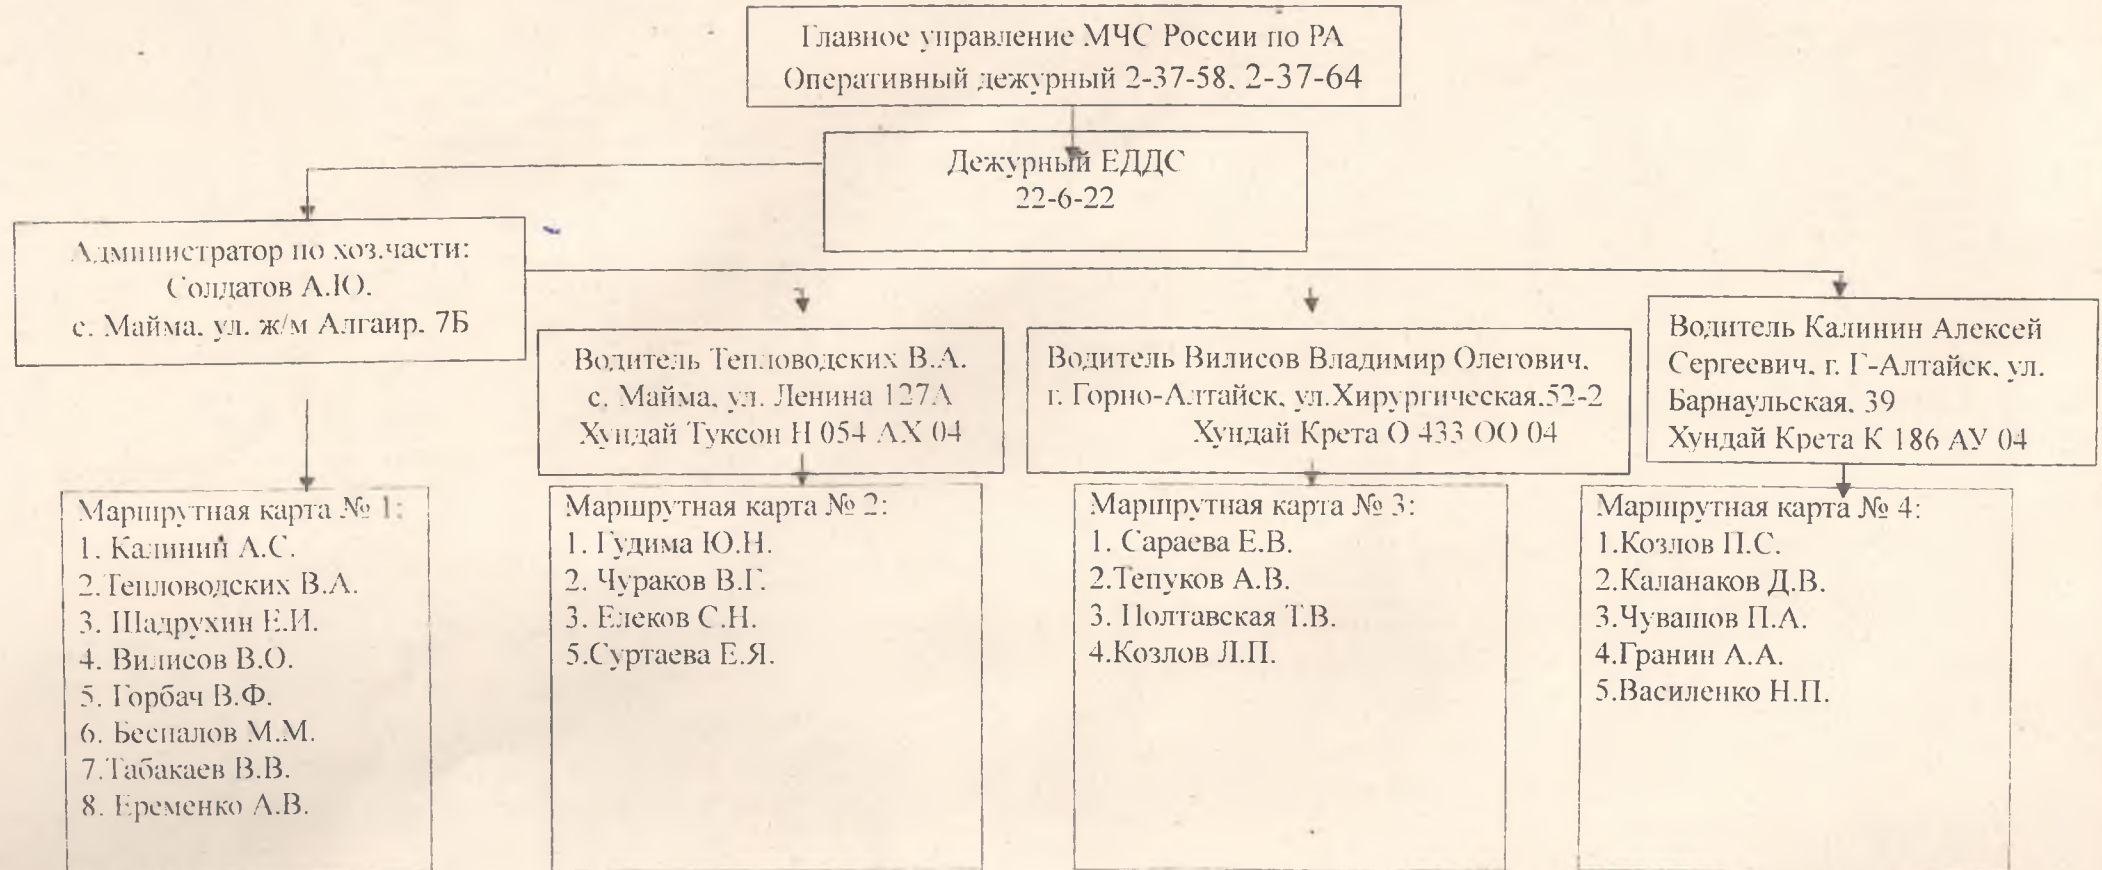 Главное управление МЧС России по РА
Оперативный дежурный 2-37-58, 2-37-64
Дежурный ЕДДС
22-6-22
Администратор по хоз.части:
Солдатов А.Ю.
с. Майма, ул. ж/м Алгаир, 7Б
Водитель Тепловодских В.А.
с. Майма, ул. Ленина 127А
Хундай Туксон Н 054 АХ 04
Водитель Вилисов Владимир Олегович,
г. Горно-Алтайск, ул.Хирургическая,52-2
Хундай Крета О 433 ОО 04
Водитель Калинин Алексей
Сергеевич, г. Г-Алтайск, ул.
Барнаульская, 39
Хундай Крета К 186 АУ 04
Маршрутная карта № 1:
1. Калинин А.С.
2. Тепловодских В.А.
3. Шадрухин Е.И.
4. Вилисов В.О.
5. Горбач В.Ф.
6. Беспалов М.М.
7.Табакаев В.В.
8. Еременко А.В.
Маршрутная карта № 2:
1. Гудима Ю.Н.
2. Чураков В.Г.
3. Елеков С.Н.
5.Суртаева Е.Я.
Маршрутная карта № 3:
1. Сараева Е.В.
2.Тепуков А.В.
3. Полтавская Т.В.
4.Козлов Л.П.
Маршрутная карта № 4:
1.Козлов П.С.
2.Каланаков Д.В.
3.Чувашов П.А.
4.Гранин А.А.
5.Василенко Н.П.